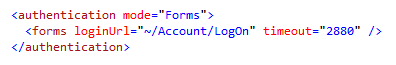 <authentication mode="Forms">
  <forms loginUrl="~/Account/LogOn" timeout="2880" />
</authentication>